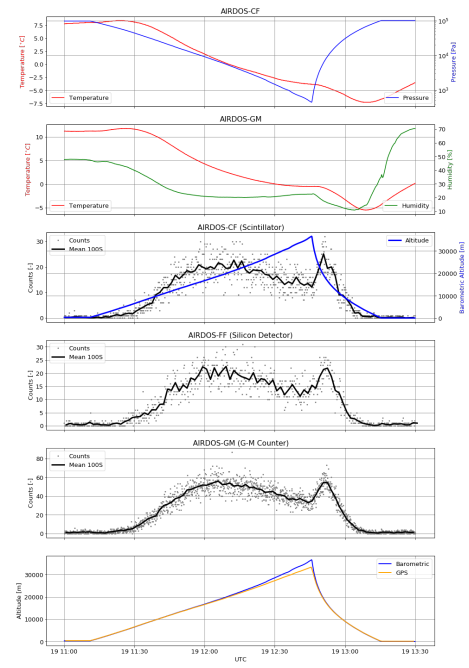 AIRDOS-CF
7.5
5.0
2.5
0.0
−2.5
−5.0
−7.5
Temperature [°C]
Temperature
Pressure
10⁵
10³
Pressure [Pa]
AIRDOS-GM
10
5
0
−5
Temperature [°C]
Temperature
Humidity
70
60
50
40
30
20
10
Humidity [%]
AIRDOS-CF (Scintillator)
30
20
10
0
Counts [-]
Counts
Mean 100S
Altitude
30000
20000
10000
0
Barometric Altitude [m]
AIRDOS-FF (Silicon Detector)
30
25
20
15
10
5
0
Counts [-]
Counts
Mean 100S
AIRDOS-GM (G-M Counter)
80
60
40
20
0
Counts [-]
Counts
Mean 100S
30000
20000
10000
0
Altitude [m]
Barometric
GPS
19 11:00
19 11:30
19 12:00
19 12:30
19 13:00
19 13:30
UTC